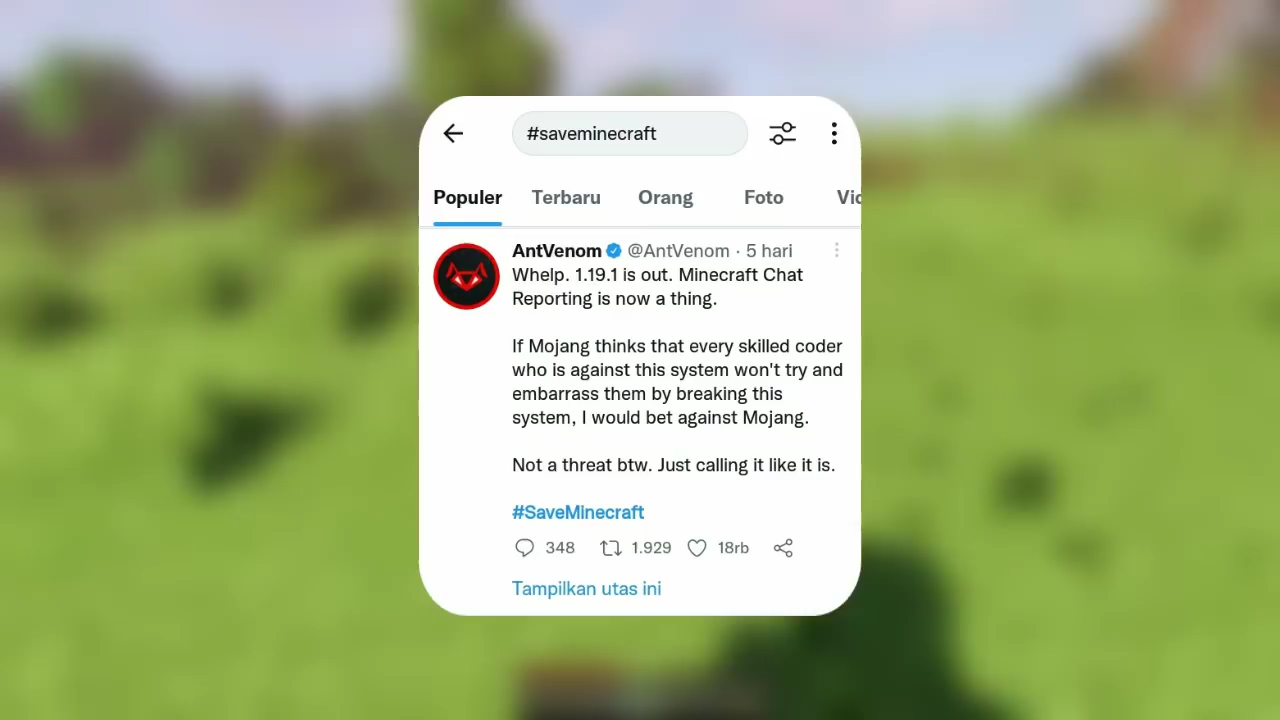 #saveminecraft
Populer Terbaru Orang Foto Vid
AntVenom @AntVenom · 5 hari
Whelp. 1.19.1 is out. Minecraft Chat
Reporting is now a thing.
If Mojang thinks that every skilled coder
who is against this system won't try and
embarrass them by breaking this
system, I would bet against Mojang.
Not a threat btw. Just calling it like it is.
#SaveMinecraft
348 1.929 18rb
Tampilkan utas ini